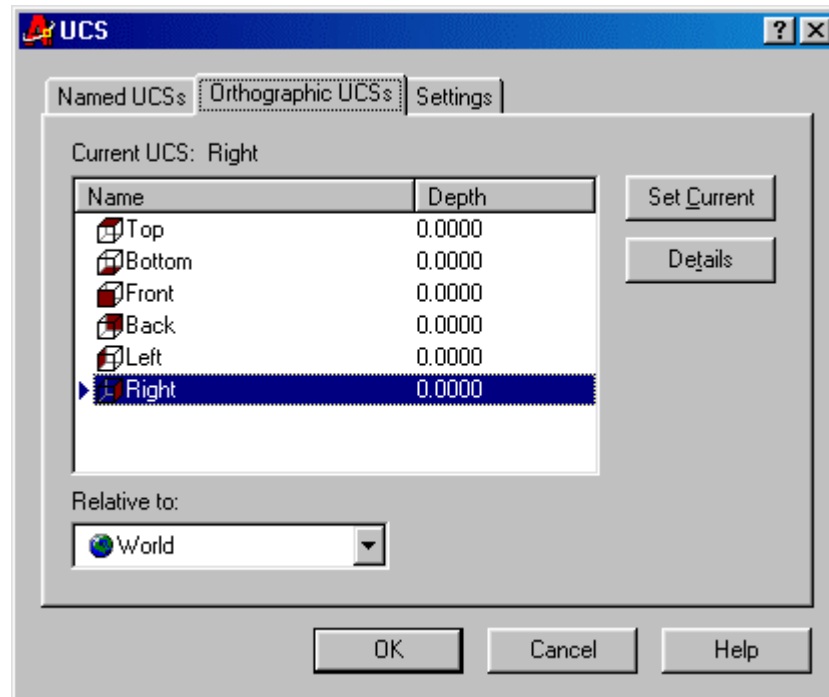 UCS
Named UCSs Orthographic UCSs Settings
Current UCS: Right
Name Depth
Top 0.0000
Bottom 0.0000
Front 0.0000
Back 0.0000
Left 0.0000
Right 0.0000
Set Current
Details
Relative to:
World
OK Cancel Help